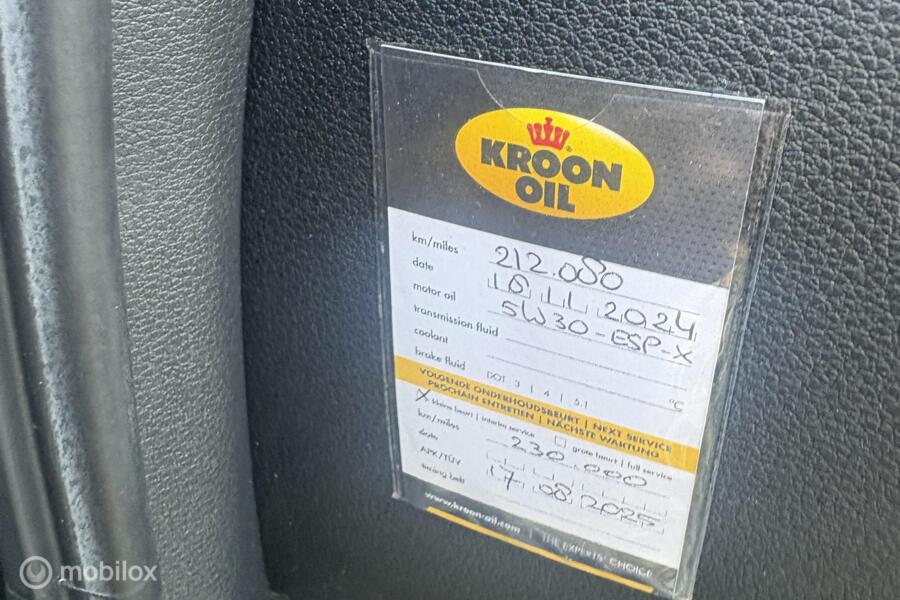 KROON
OIL
km/miles 212.080
date 18 11 2024
motor oil 5W30-ESP-X
transmission fluid
coolant °C
brake fluid DOT 3 | 4 | 5.1
VOLGENDE ONDERHOUDSBEURT | NEXT SERVICE
PROCHAIN ENTRETIEN | NÄCHSTE WARTUNG
X kleine beurt | interim service grote beurt | full service
km/miles 230.000
date
APK/TÜV 17.08.2025
timing belt
www.kroon-oil.com | THE EXPERTS' CHOICE
mobilox